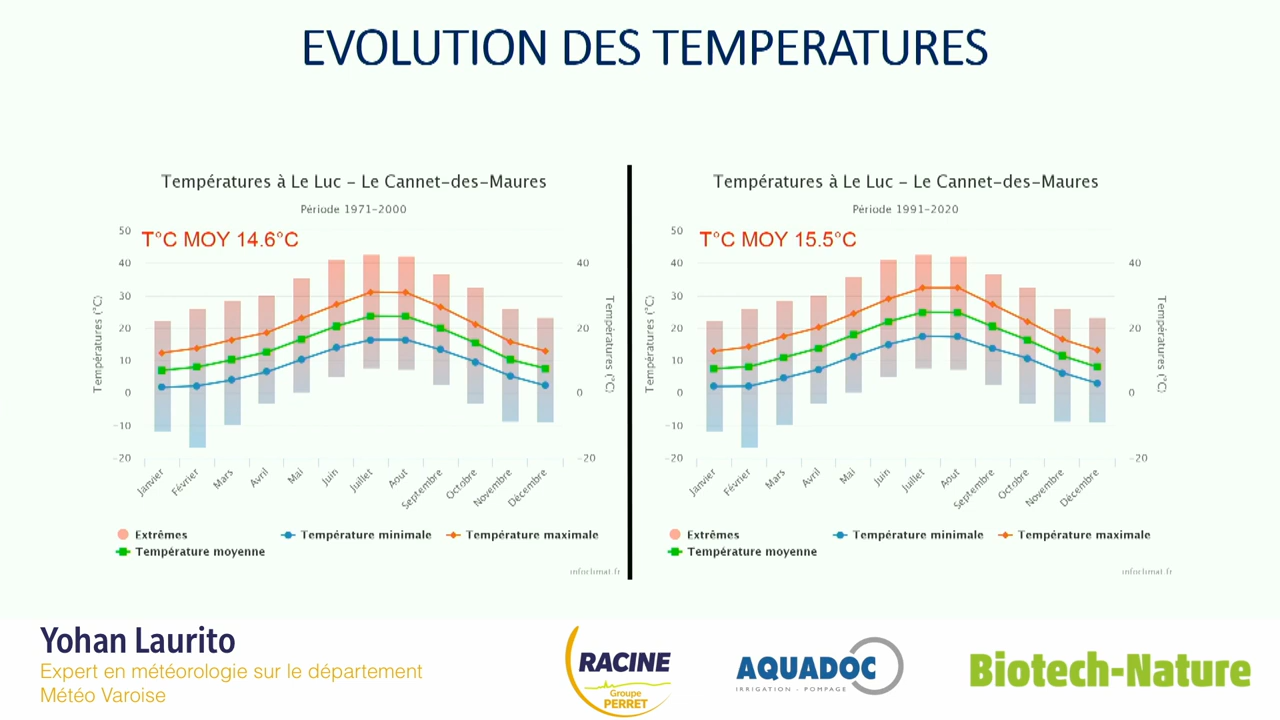 EVOLUTION DES TEMPERATURES
Températures à Le Luc - Le Cannet-des-Maures
Période 1971-2000
T°C MOY 14.6°C
50
40
30
20
10
0
-10
-20
40
20
0
-20
Températures (°C)
Températures (°C)
Janvier
Février
Mars
Avril
Mai
Juin
Juillet
Aout
Septembre
Octobre
Novembre
Décembre
Extrêmes
Température minimale
Température maximale
Température moyenne
infoclimat.fr
Températures à Le Luc - Le Cannet-des-Maures
Période 1991-2020
T°C MOY 15.5°C
50
40
30
20
10
0
-10
-20
40
20
0
-20
Températures (°C)
Températures (°C)
Janvier
Février
Mars
Avril
Mai
Juin
Juillet
Aout
Septembre
Octobre
Novembre
Décembre
Extrêmes
Température minimale
Température maximale
Température moyenne
infoclimat.fr
Yohan Laurito
Expert en météorologie sur le département
Météo Varoise
RACINE
Groupe
PERRET
AQUADOC
IRRIGATION - POMPAGE
Biotech-Nature